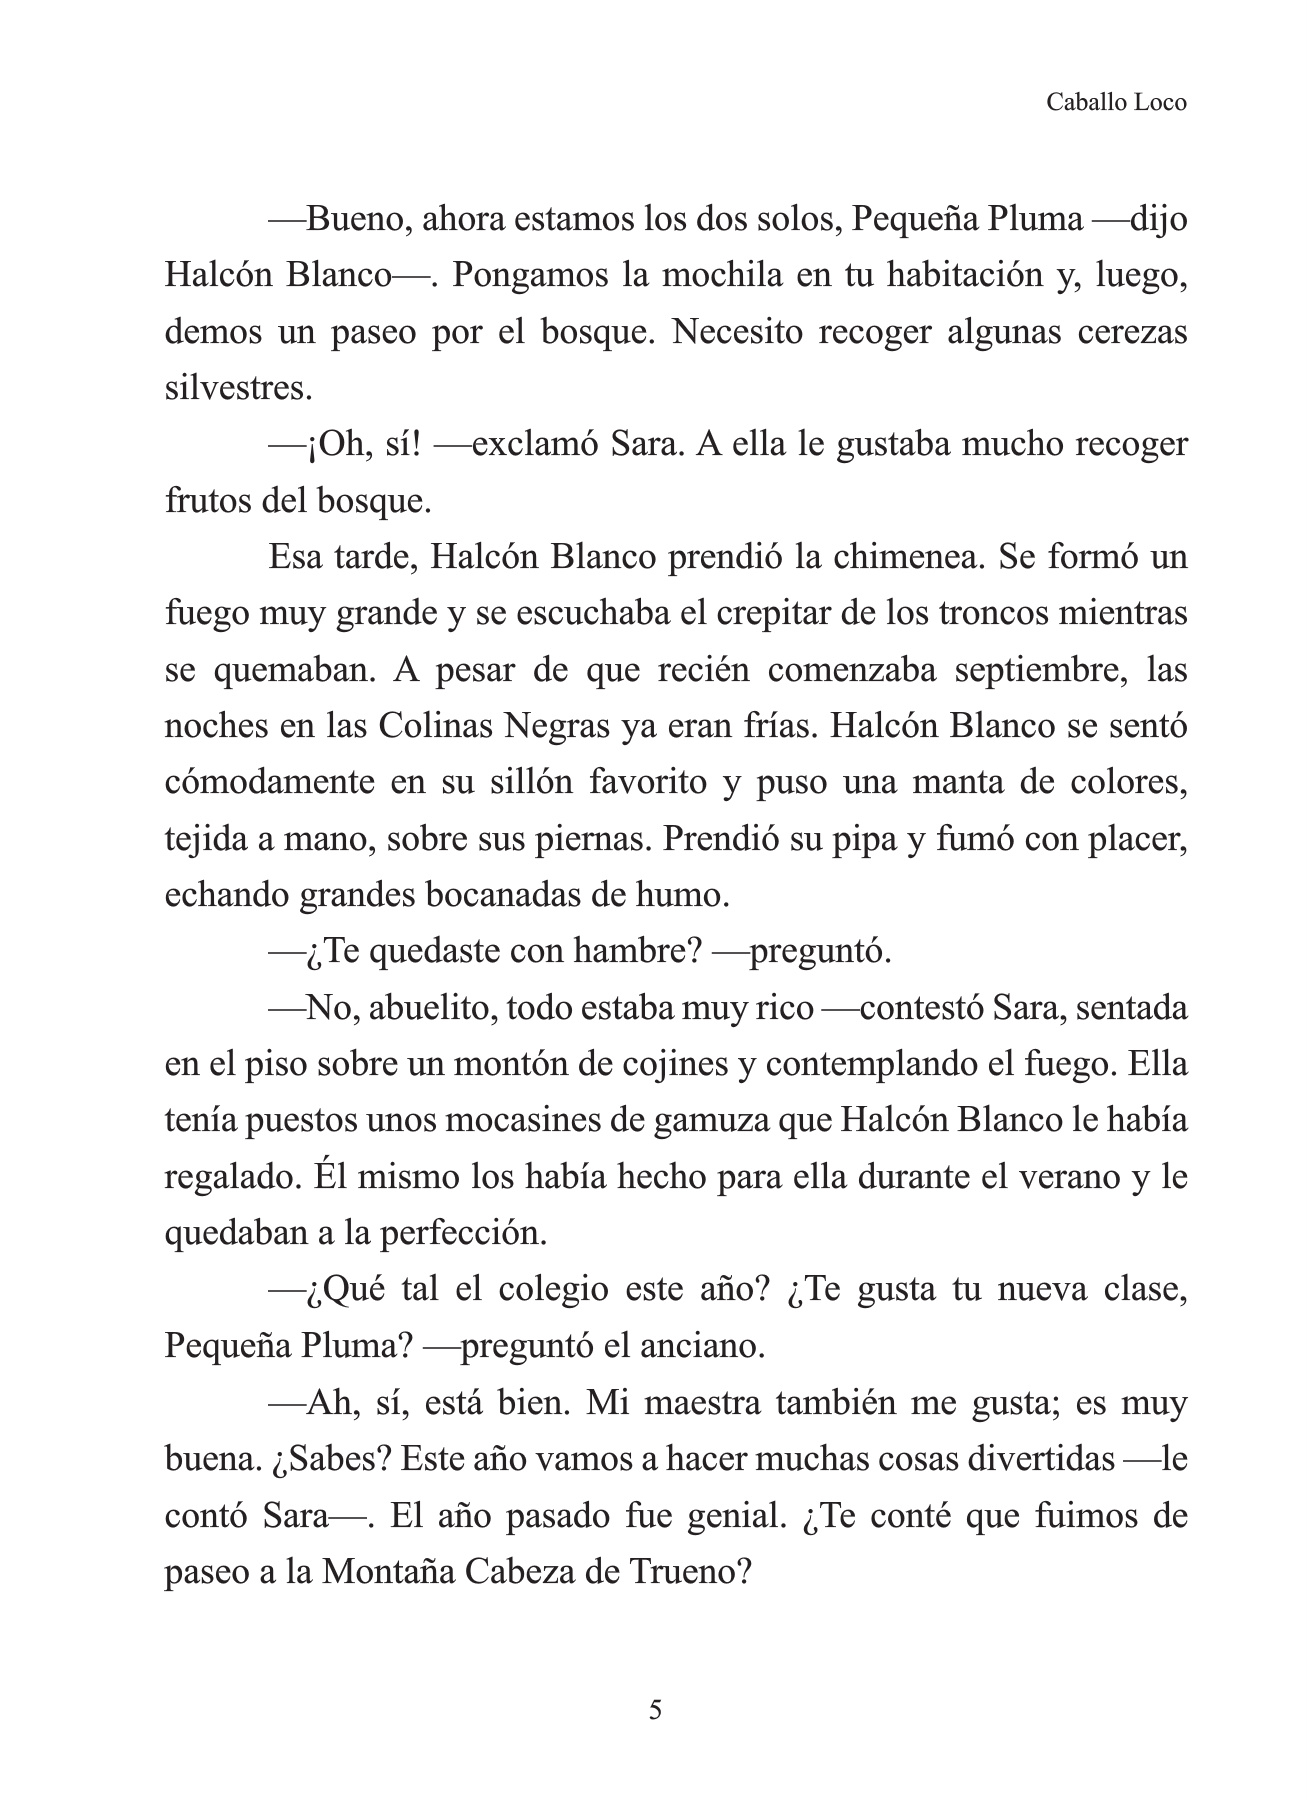 Caballo Loco
—Bueno, ahora estamos los dos solos, Pequeña Pluma —dijo
Halcón Blanco—. Pongamos la mochila en tu habitación y, luego,
demos un paseo por el bosque. Necesito recoger algunas cerezas
silvestres.
—¡Oh, sí! —exclamó Sara. A ella le gustaba mucho recoger
frutos del bosque.
Esa tarde, Halcón Blanco prendió la chimenea. Se formó un
fuego muy grande y se escuchaba el crepitar de los troncos mientras
se quemaban. A pesar de que recién comenzaba septiembre, las
noches en las Colinas Negras ya eran frías. Halcón Blanco se sentó
cómodamente en su sillón favorito y puso una manta de colores,
tejida a mano, sobre sus piernas. Prendió su pipa y fumó con placer,
echando grandes bocanadas de humo.
—¿Te quedaste con hambre? —preguntó.
—No, abuelito, todo estaba muy rico —contestó Sara, sentada
en el piso sobre un montón de cojines y contemplando el fuego. Ella
tenía puestos unos mocasines de gamuza que Halcón Blanco le había
regalado. Él mismo los había hecho para ella durante el verano y le
quedaban a la perfección.
—¿Qué tal el colegio este año? ¿Te gusta tu nueva clase,
Pequeña Pluma? —preguntó el anciano.
—Ah, sí, está bien. Mi maestra también me gusta; es muy
buena. ¿Sabes? Este año vamos a hacer muchas cosas divertidas —le
contó Sara—. El año pasado fue genial. ¿Te conté que fuimos de
paseo a la Montaña Cabeza de Trueno?
5